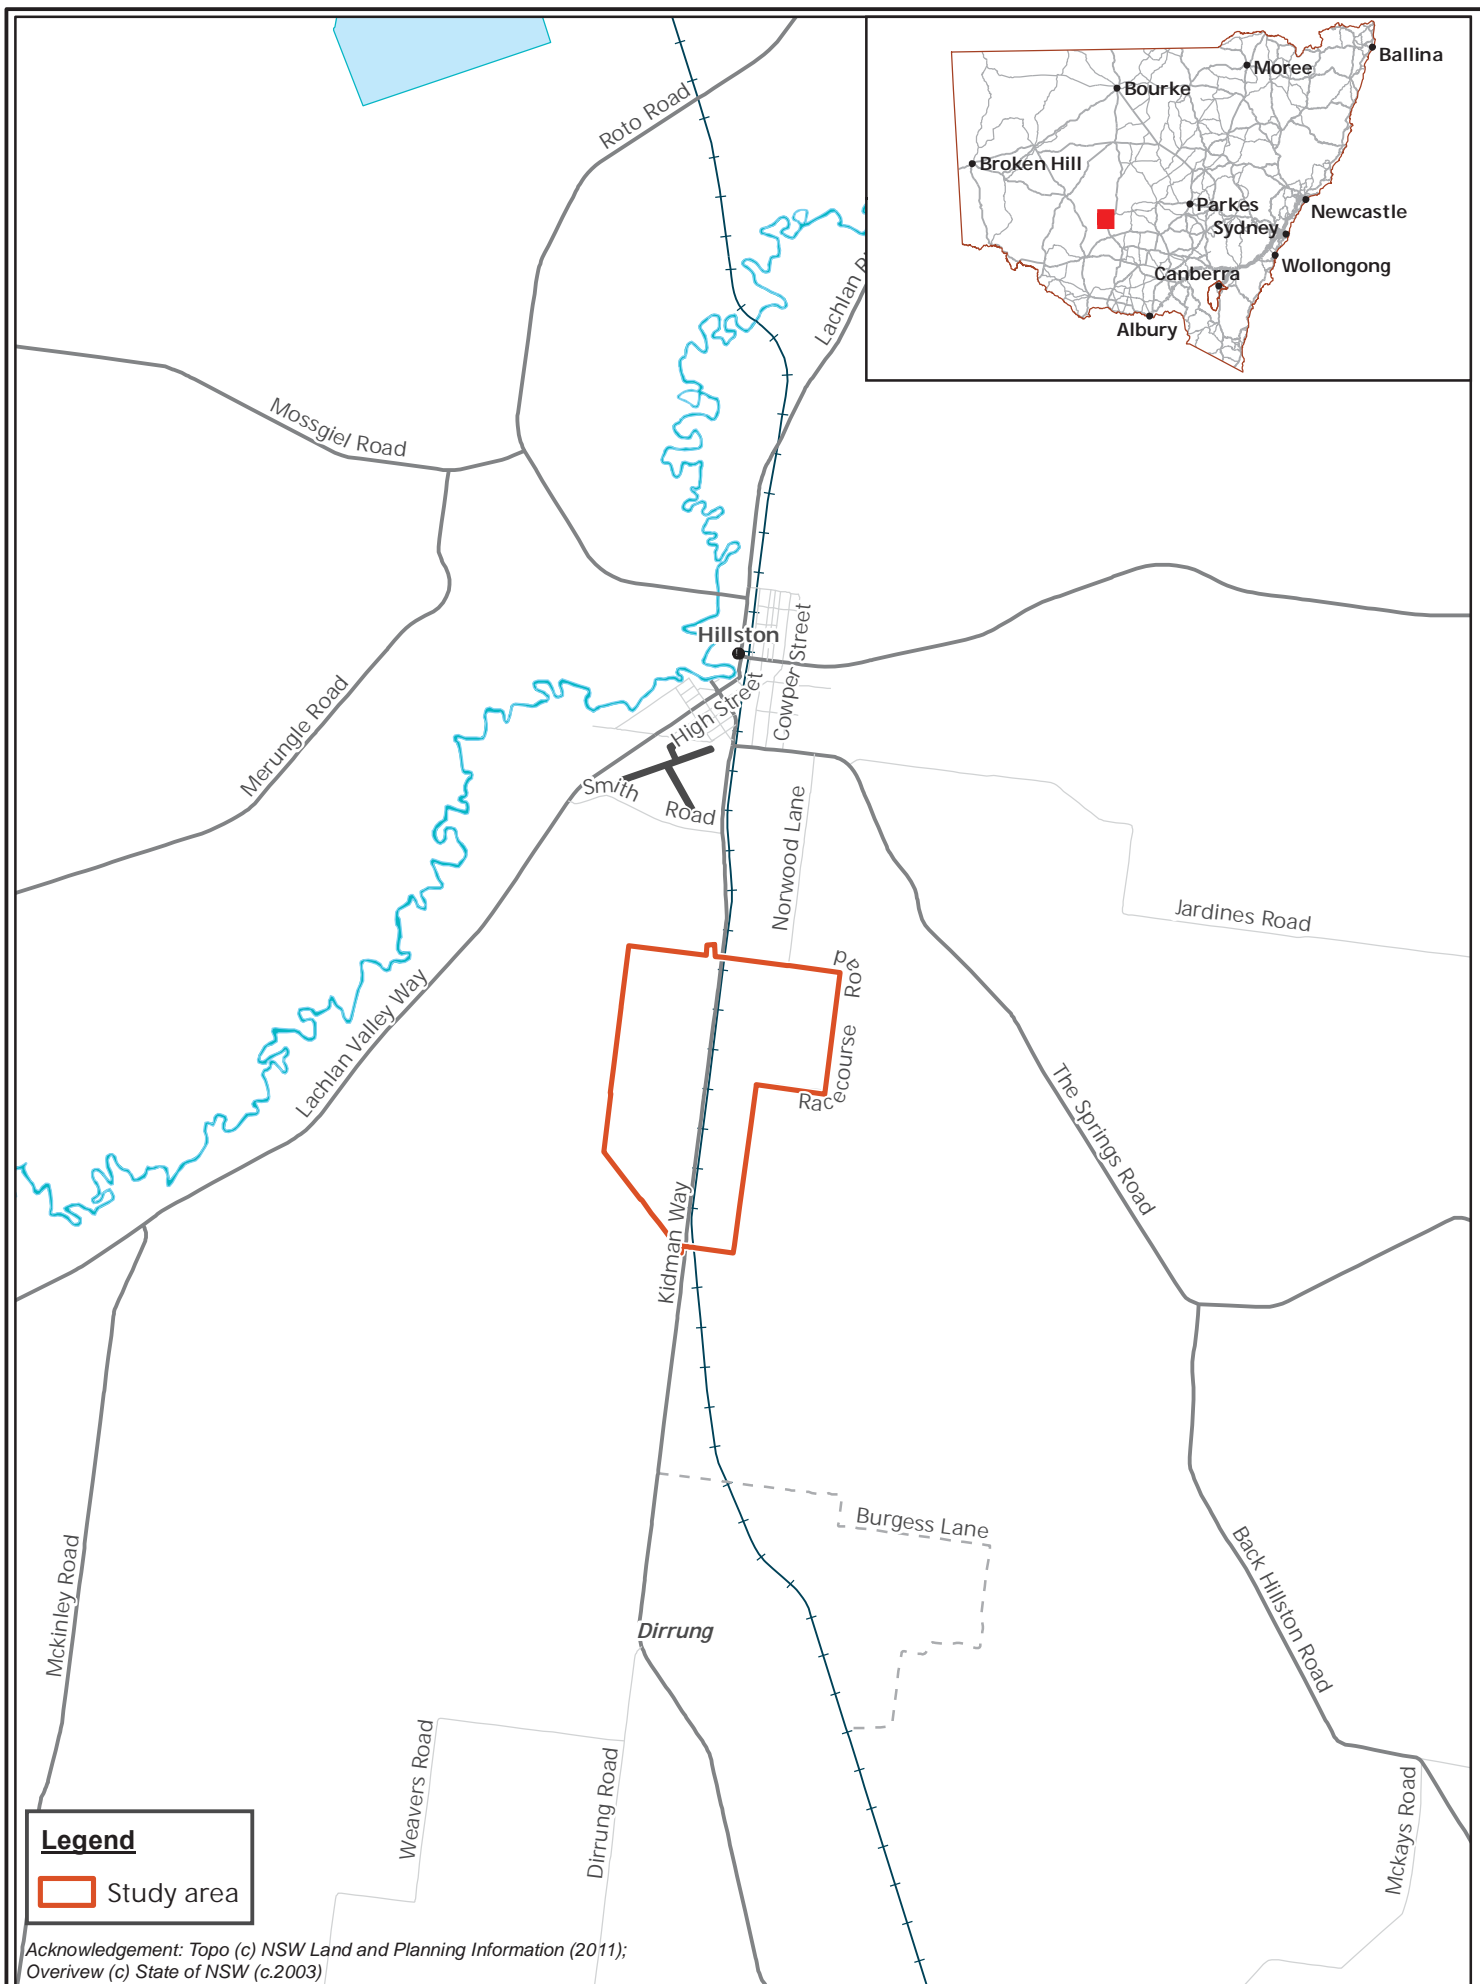 Ballina
Moree
Bourke
Broken Hill
Parkes
Newcastle
Sydney
Wollongong
Canberra
Albury
Roto Road
Lachlan R
Mossgiel Road
Hillston
Cowper Street
High Street
Merungle Road
Smith Road
Norwood Lane
Jardines Road
Racecourse Road
Lachlan Valley Way
The Springs Road
Kidman Way
Burgess Lane
Back Hillston Road
Mckinley Road
Dirrung
Weavers Road
Dirrung Road
Mckays Road
Legend
Study area
Acknowledgement: Topo (c) NSW Land and Planning Information (2011);
Overivew (c) State of NSW (c.2003)